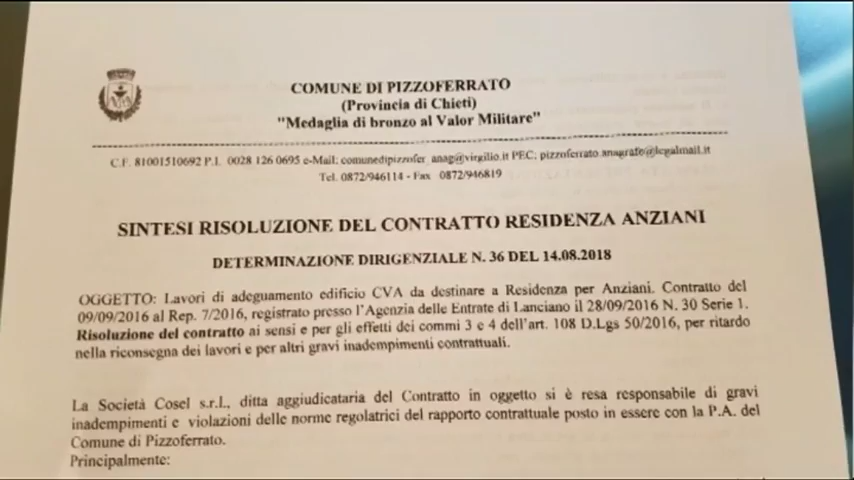 COMUNE DI PIZZOFERRATO
(Provincia di Chieti)
"Medaglia di bronzo al Valor Militare"
C.F. 81001510692 P.I. 0028 126 0695 e-Mail: comunedipizzofer_anag@virgilio.it PEC: pizzoferrato.anagrafe@legalmail.it
Tel. 0872/946114 - Fax 0872/946819
SINTESI RISOLUZIONE DEL CONTRATTO RESIDENZA ANZIANI
DETERMINAZIONE DIRIGENZIALE N. 36 DEL 14.08.2018
OGGETTO: Lavori di adeguamento edificio CVA da destinare a Residenza per Anziani. Contratto del
09/09/2016 al Rep. 7/2016, registrato presso l'Agenzia delle Entrate di Lanciano il 28/09/2016 N. 30 Serie 1.
Risoluzione del contratto ai sensi e per gli effetti dei commi 3 e 4 dell'art. 108 D.Lgs 50/2016, per ritardo
nella riconsegna dei lavori e per altri gravi inadempimenti contrattuali.
La Società Cosel s.r.l., ditta aggiudicataria del Contratto in oggetto si è resa responsabile di gravi
inadempimenti e violazioni delle norme regolatrici del rapporto contrattuale posto in essere con la P.A. del
Comune di Pizzoferrato.
Principalmente: